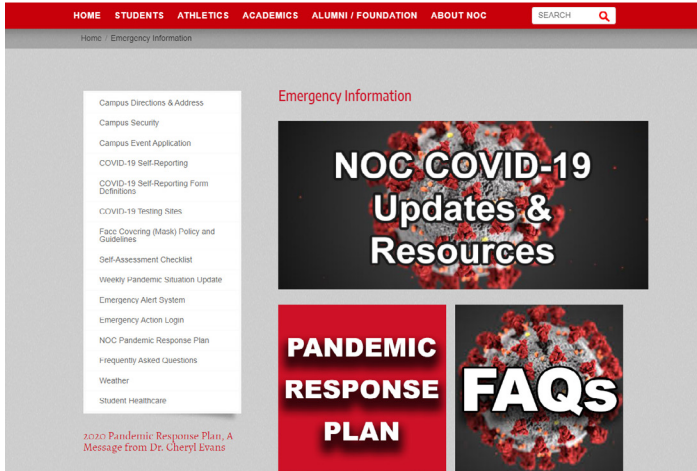 HOME STUDENTS ATHLETICS ACADEMICS ALUMNI / FOUNDATION ABOUT NOC SEARCH
Home / Emergency Information
Campus Directions & Address
Campus Security
Campus Event Application
COVID-19 Self-Reporting
COVID-19 Self-Reporting Form
Definitions
COVID-19 Testing Sites
Face Covering (Mask) Policy and
Guidelines
Self-Assessment Checklist
Weekly Pandemic Situation Update
Emergency Alert System
Emergency Action Login
NOC Pandemic Response Plan
Frequently Asked Questions
Weather
Student Healthcare
2020 Pandemic Response Plan, A
Message from Dr. Cheryl Evans
Emergency Information
NOC COVID-19
Updates &
Resources
PANDEMIC
RESPONSE
PLAN
FAQs